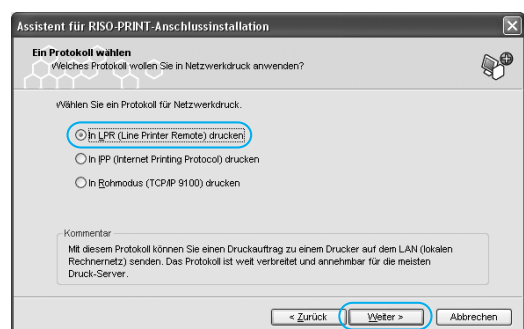 Assistent für RISO-PRINT-Anschlussinstallation
Ein Protokoll wählen
Welches Protokoll wollen Sie in Netzwerkdruck anwenden?
Wählen Sie ein Protokoll für Netzwerkdruck.
In LPR (Line Printer Remote) drucken
In IPP (Internet Printing Protocol) drucken
In Rohmodus (TCP/IP 9100) drucken
Kommentar
Mit diesem Protokoll können Sie einen Druckauftrag zu einem Drucker auf dem LAN (lokalen
Rechnernetz) senden. Das Protokoll ist weit verbreitet und annehmbar für die meisten
Druck-Server.
< Zurück Weiter > Abbrechen